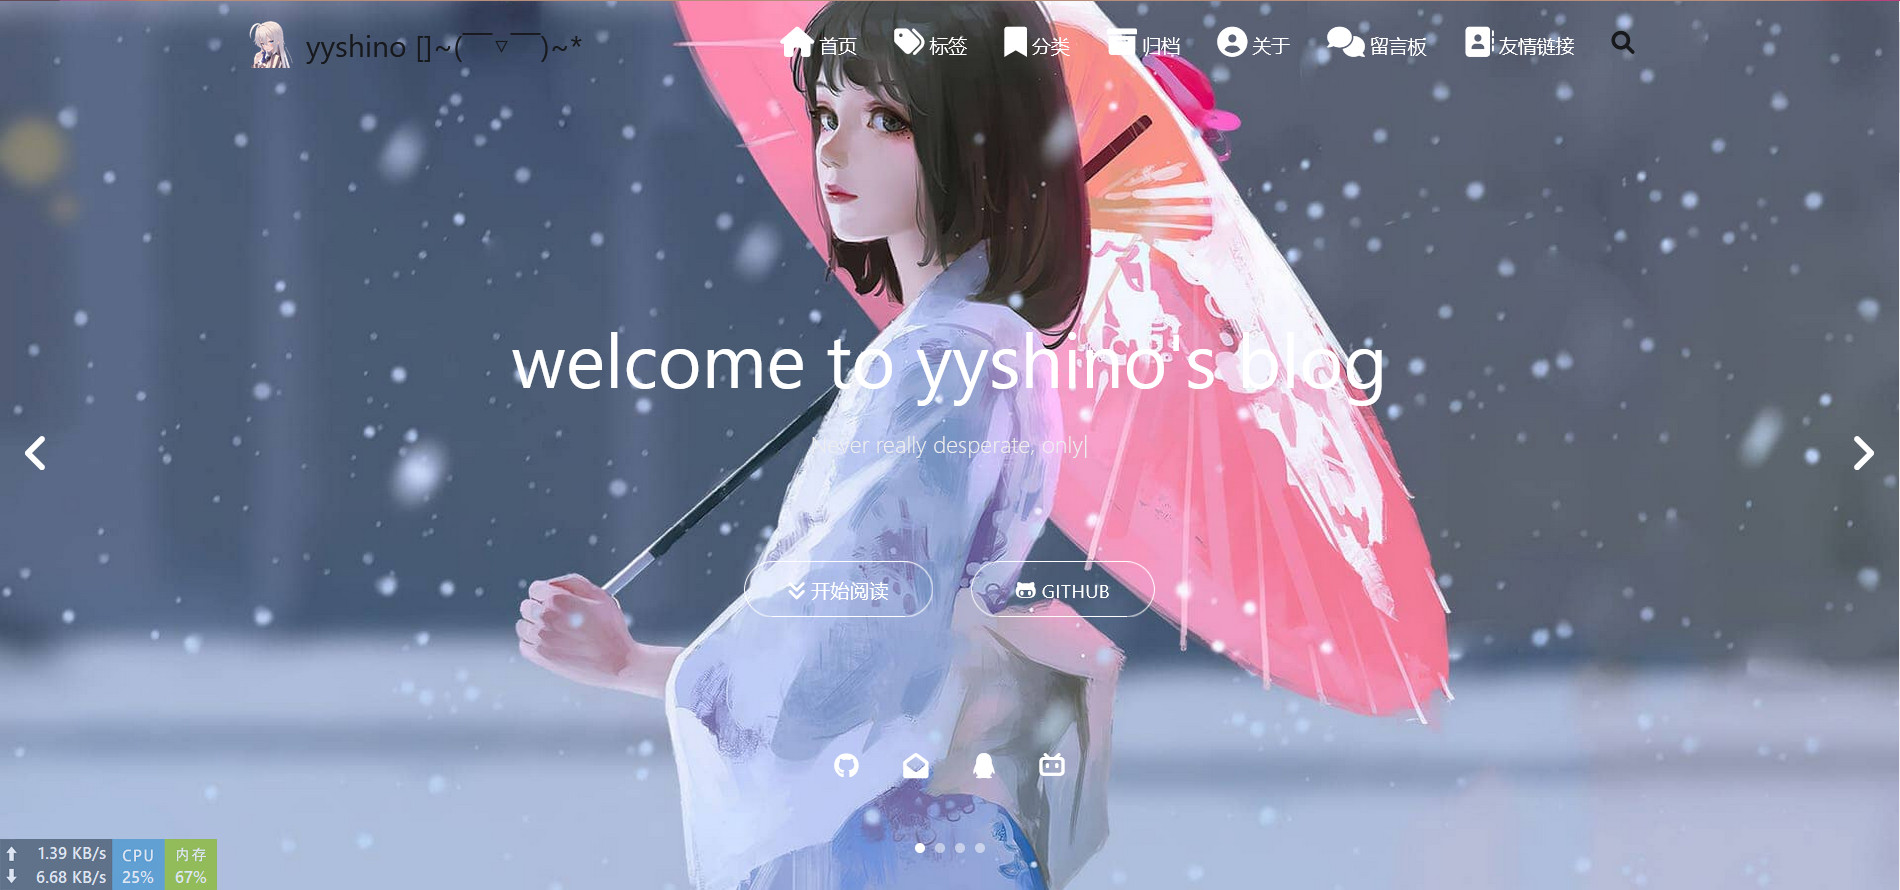 yyshino []~(￣▽￣)~*
首页 标签 分类 归档 关于 留言板 友情链接
welcome to yyshino's blog
Never really desperate, only|
开始阅读 GITHUB
1.39 KB/s CPU 内存
6.68 KB/s 25% 67%